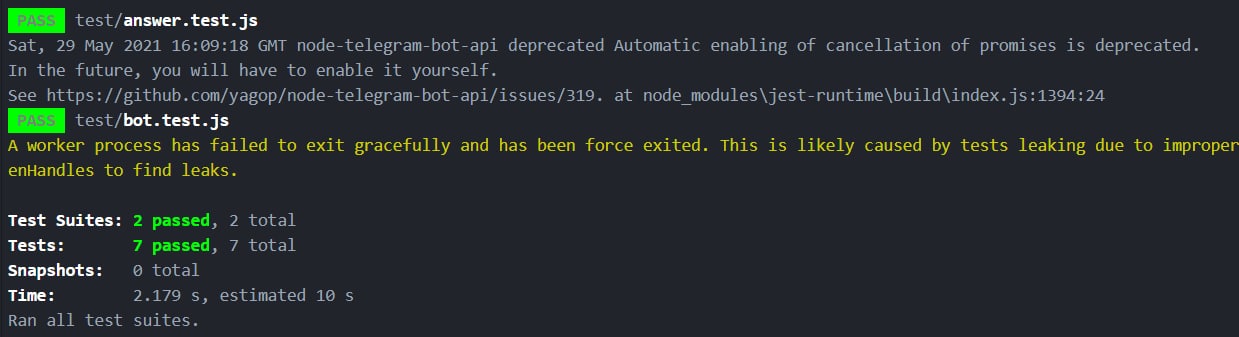 PASS test/answer.test.js
Sat, 29 May 2021 16:09:18 GMT node-telegram-bot-api deprecated Automatic enabling of cancellation of promises is deprecated.
In the future, you will have to enable it yourself.
See https://github.com/yagop/node-telegram-bot-api/issues/319. at node_modules\jest-runtime\build\index.js:1394:24
PASS test/bot.test.js
A worker process has failed to exit gracefully and has been force exited. This is likely caused by tests leaking due to improper
enHandles to find leaks.
Test Suites: 2 passed, 2 total
Tests: 7 passed, 7 total
Snapshots: 0 total
Time: 2.179 s, estimated 10 s
Ran all test suites.